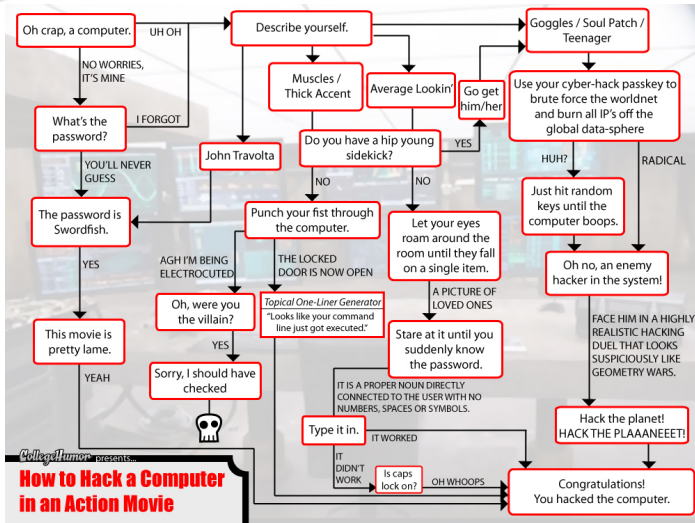 Oh crap, a computer.
UH OH
Describe yourself.
Goggles / Soul Patch /
Teenager
NO WORRIES,
IT'S MINE
Muscles /
Thick Accent
Average Lookin'
Go get
him/her
Use your cyber-hack passkey to
brute force the worldnet
and burn all IP's off the
global data-sphere
What's the
password?
I FORGOT
Do you have a hip young
sidekick?
YES
John Travolta
YOU'LL NEVER
GUESS
HUH?
RADICAL
NO
NO
Just hit random
keys until the
computer boops.
The password is
Swordfish.
Punch your fist through
the computer.
Let your eyes
roam around the
room until they fall
on a single item.
YES
AGH I'M BEING
ELECTROCUTED
THE LOCKED
DOOR IS NOW OPEN
Oh no, an enemy
hacker in the system!
A PICTURE OF
LOVED ONES
Oh, were you
the villain?
Topical One-Liner Generator
"Looks like your command
line just got executed."
FACE HIM IN A HIGHLY
REALISTIC HACKING
DUEL THAT LOOKS
SUSPICIOUSLY LIKE
GEOMETRY WARS.
This movie is
pretty lame.
Stare at it until you
suddenly know
the password.
YES
YEAH
Sorry, I should have
checked
IT IS A PROPER NOUN DIRECTLY
CONNECTED TO THE USER WITH NO
NUMBERS, SPACES OR SYMBOLS.
Type it in.
IT WORKED
Hack the planet!
HACK THE PLAAANEEET!
IT
DIDN'T
WORK
Is caps
lock on?
OH WHOOPS
Congratulations!
You hacked the computer.
CollegeHumor presents...
How to Hack a Computer
in an Action Movie